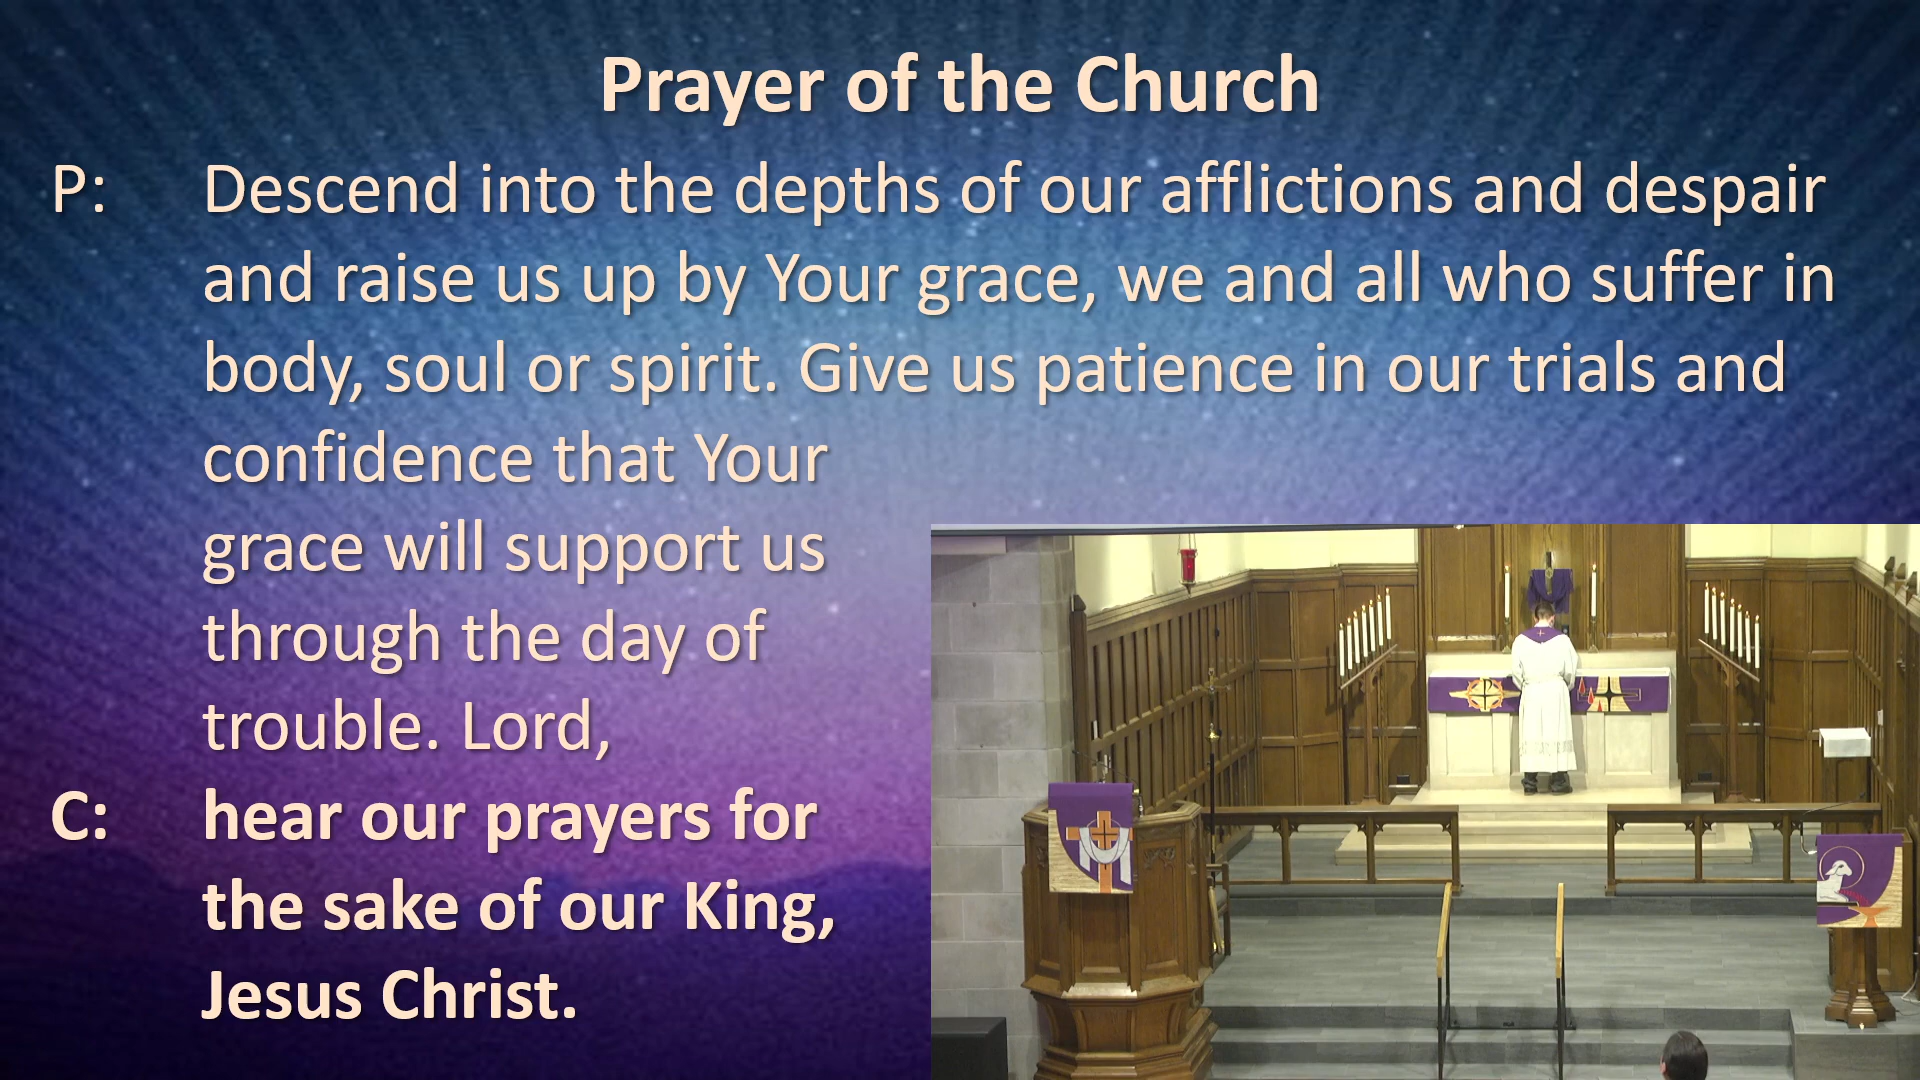 Prayer of the Church
P: Descend into the depths of our afflictions and despair
and raise us up by Your grace, we and all who suffer in
body, soul or spirit. Give us patience in our trials and
confidence that Your
grace will support us
through the day of
trouble. Lord,
C: hear our prayers for
the sake of our King,
Jesus Christ.